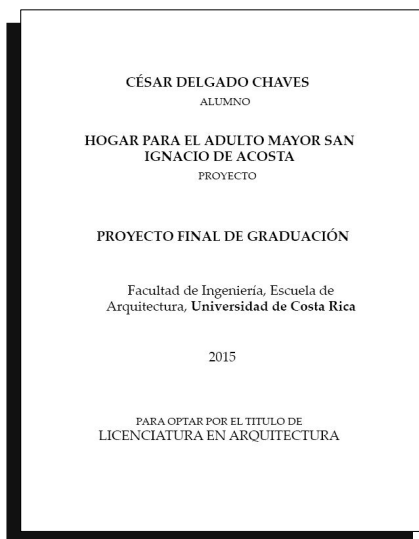 CÉSAR DELGADO CHAVES
ALUMNO
HOGAR PARA EL ADULTO MAYOR SAN
IGNACIO DE ACOSTA
PROYECTO
PROYECTO FINAL DE GRADUACIÓN
Facultad de Ingeniería, Escuela de
Arquitectura, Universidad de Costa Rica
2015
PARA OPTAR POR EL TITULO DE
LICENCIATURA EN ARQUITECTURA